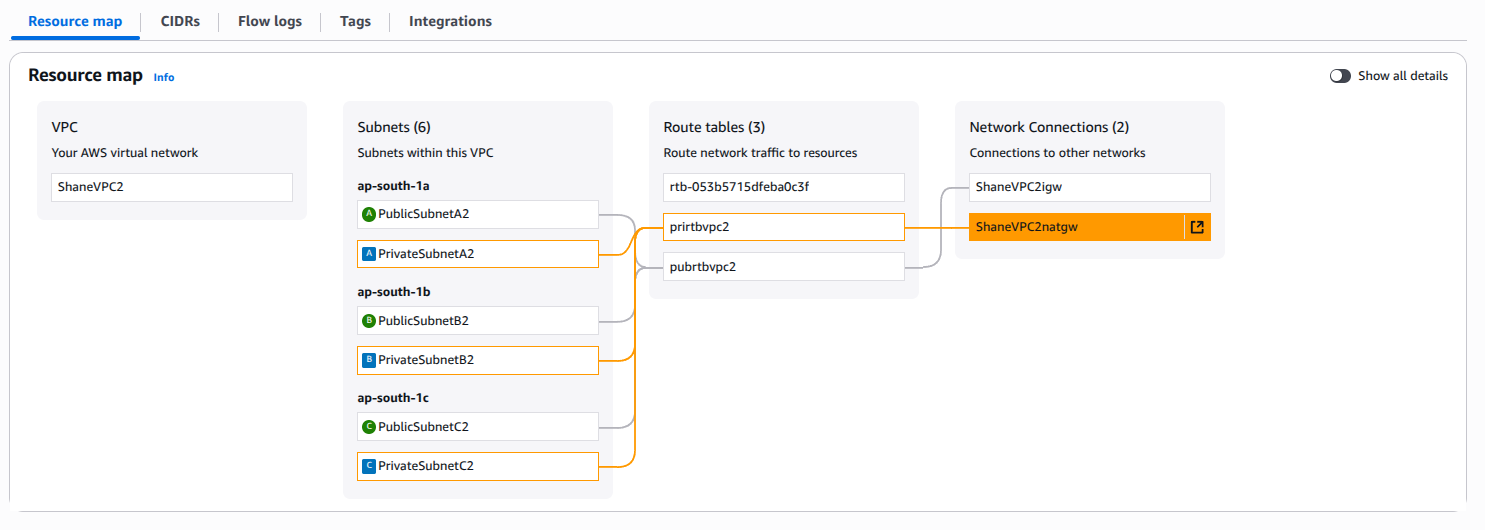 Resource map
CIDRs
Flow logs
Tags
Integrations
Resource map Info
Show all details
VPC
Your AWS virtual network
ShaneVPC2
Subnets (6)
Subnets within this VPC
ap-south-1a
A PublicSubnetA2
A PrivateSubnetA2
ap-south-1b
B PublicSubnetB2
B PrivateSubnetB2
ap-south-1c
C PublicSubnetC2
C PrivateSubnetC2
Route tables (3)
Route network traffic to resources
rtb-053b5715dfeba0c3f
prirtbvpc2
pubrtbvpc2
Network Connections (2)
Connections to other networks
ShaneVPC2igw
ShaneVPC2natgw